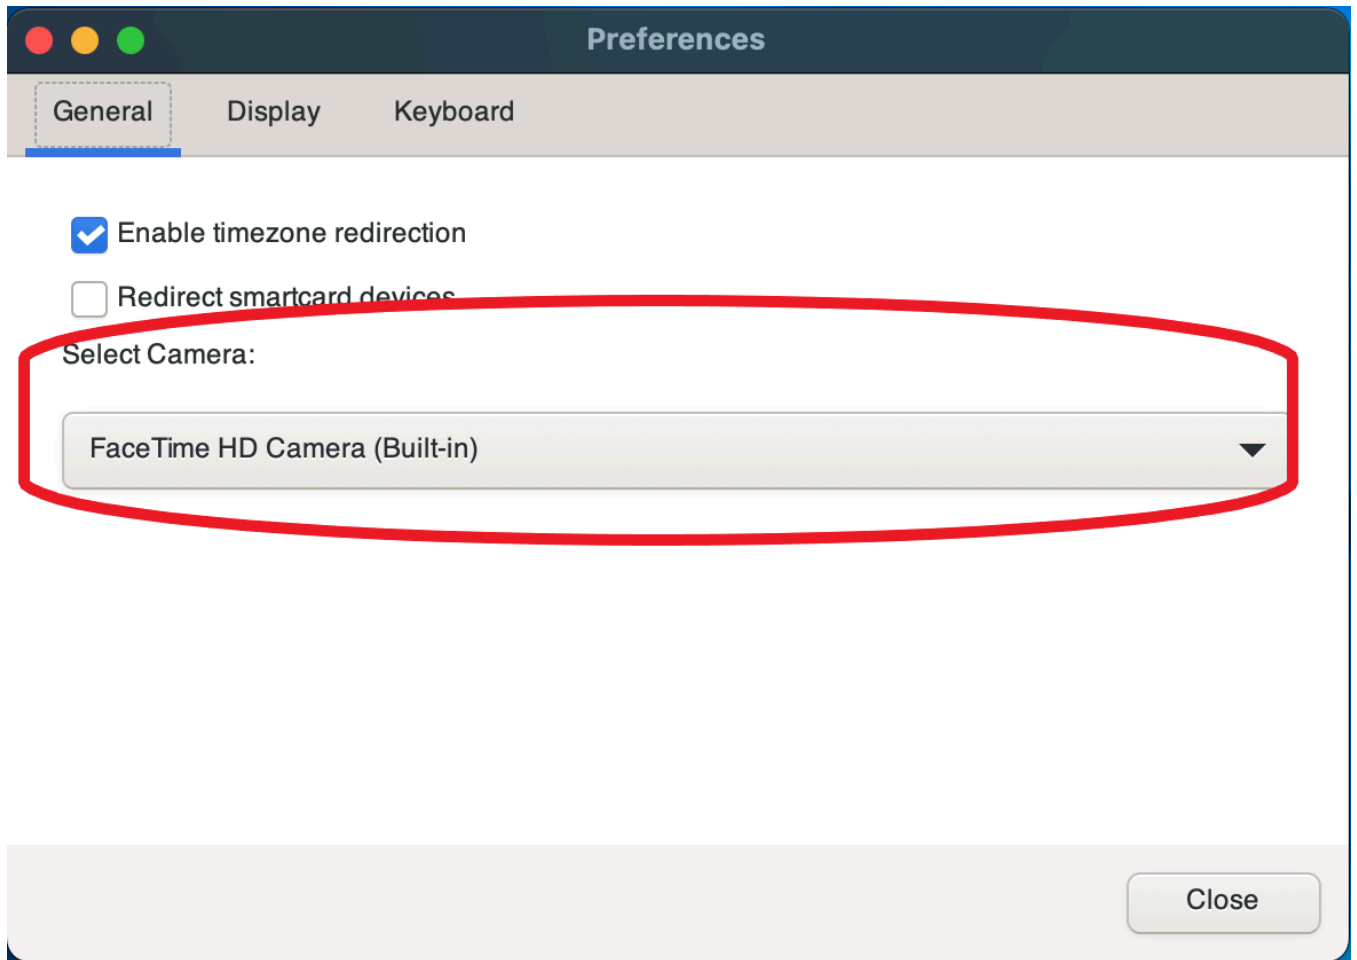 Preferences
General Display Keyboard
Enable timezone redirection
Redirect smartcard devices
Select Camera:
FaceTime HD Camera (Built-in)
Close